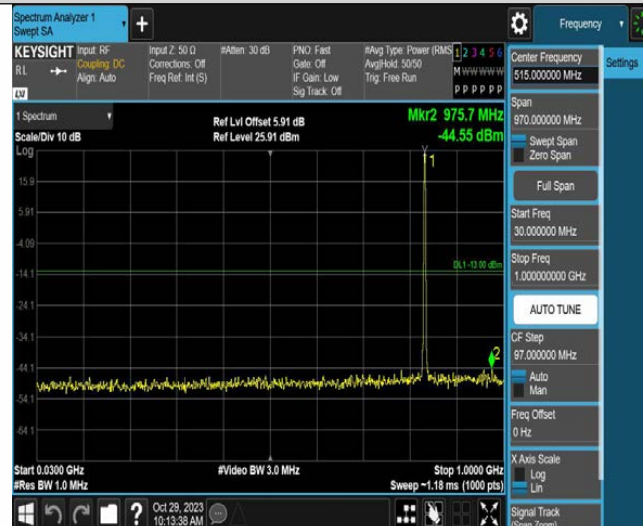 Spectrum Analyzer 1
Swept SA
+
Frequency
KEYSIGHT
RL
LXI
Input: RF
Coupling: DC
Align: Auto
Input Z: 50 Ω
Corrections: Off
Freq Ref: Int (S)
#Atten: 30 dB
PNO: Fast
Gate: Off
IF Gain: Low
Sig Track: Off
#Avg Type: Power (RMS
Avg|Hold: 50/50
Trig: Free Run
1 2 3 4 5 6
M W W W W W
P P P P P P
1 Spectrum
Scale/Div 10 dB
Ref Lvl Offset 5.91 dB
Ref Level 25.91 dBm
Mkr2 975.7 MHz
-44.55 dBm
Log
15.9
5.91
-4.09
-14.1
-24.1
-34.1
-44.1
-54.1
-64.1
1
DL1 -13.00 dBm
2
Start 0.0300 GHz
#Res BW 1.0 MHz
#Video BW 3.0 MHz
Stop 1.0000 GHz
Sweep ~1.18 ms (1000 pts)
Center Frequency
515.000000 MHz
Settings
Span
970.000000 MHz
Swept Span
Zero Span
Full Span
Start Freq
30.000000 MHz
Stop Freq
1.000000000 GHz
AUTO TUNE
CF Step
97.000000 MHz
Auto
Man
Freq Offset
0 Hz
X Axis Scale
Log
Lin
Signal Track
(Span Zoom)
?
Oct 29, 2023
10:13:38 AM